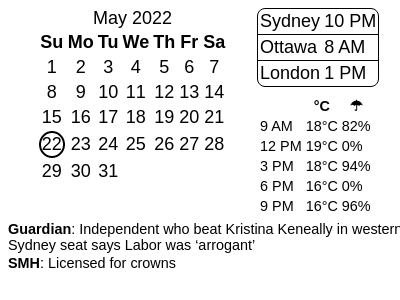 May 2022
Su Mo Tu We Th Fr Sa
1 2 3 4 5 6 7
8 9 10 11 12 13 14
15 16 17 18 19 20 21
22 23 24 25 26 27 28
29 30 31
Sydney 10 PM
Ottawa 8 AM
London 1 PM
°C ☂
9 AM 18°C 82%
12 PM 19°C 0%
3 PM 18°C 94%
6 PM 16°C 0%
9 PM 16°C 96%
Guardian: Independent who beat Kristina Keneally in western
Sydney seat says Labor was ‘arrogant’
SMH: Licensed for crowns